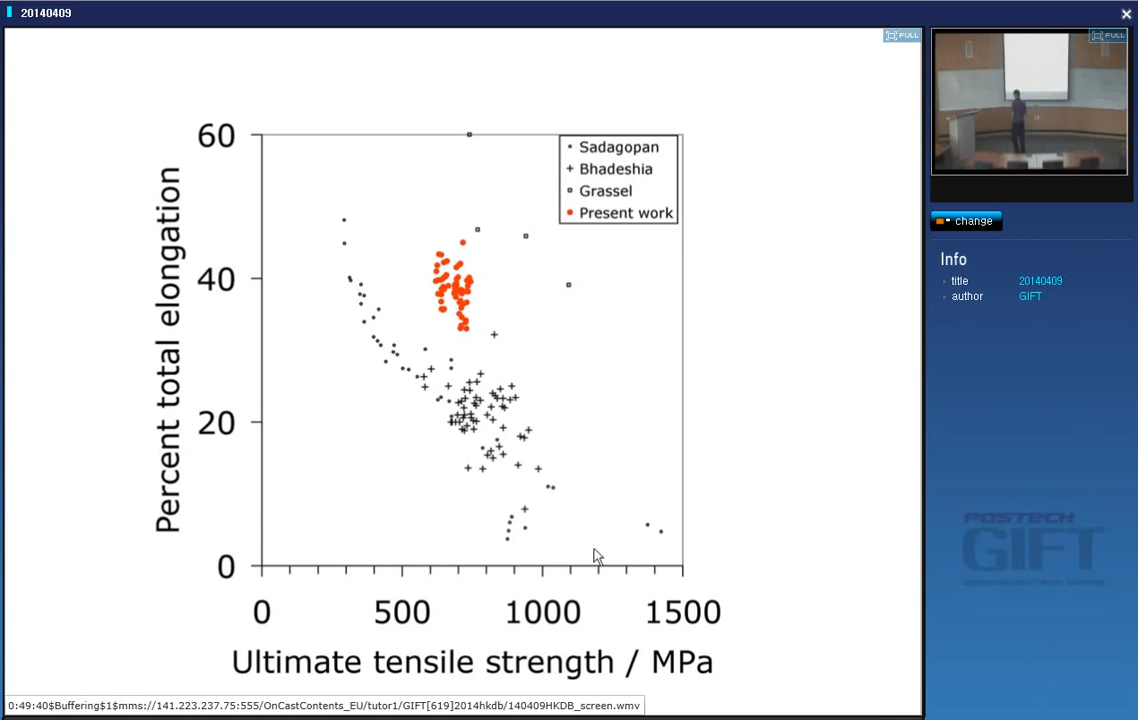 20140409
FULL
FULL
60
40
20
0
Percent total elongation
Sadagopan
Bhadeshia
Grassel
Present work
0
500
1000
1500
Ultimate tensile strength / MPa
change
Info
title 20140409
author GIFT
POSTECH
GIFT
0:49:40$Buffering$1$mms://141.223.237.75:555/OnCastContents_EU/tutor1/GIFT[619]2014hkdb/140409HKDB_screen.wmv